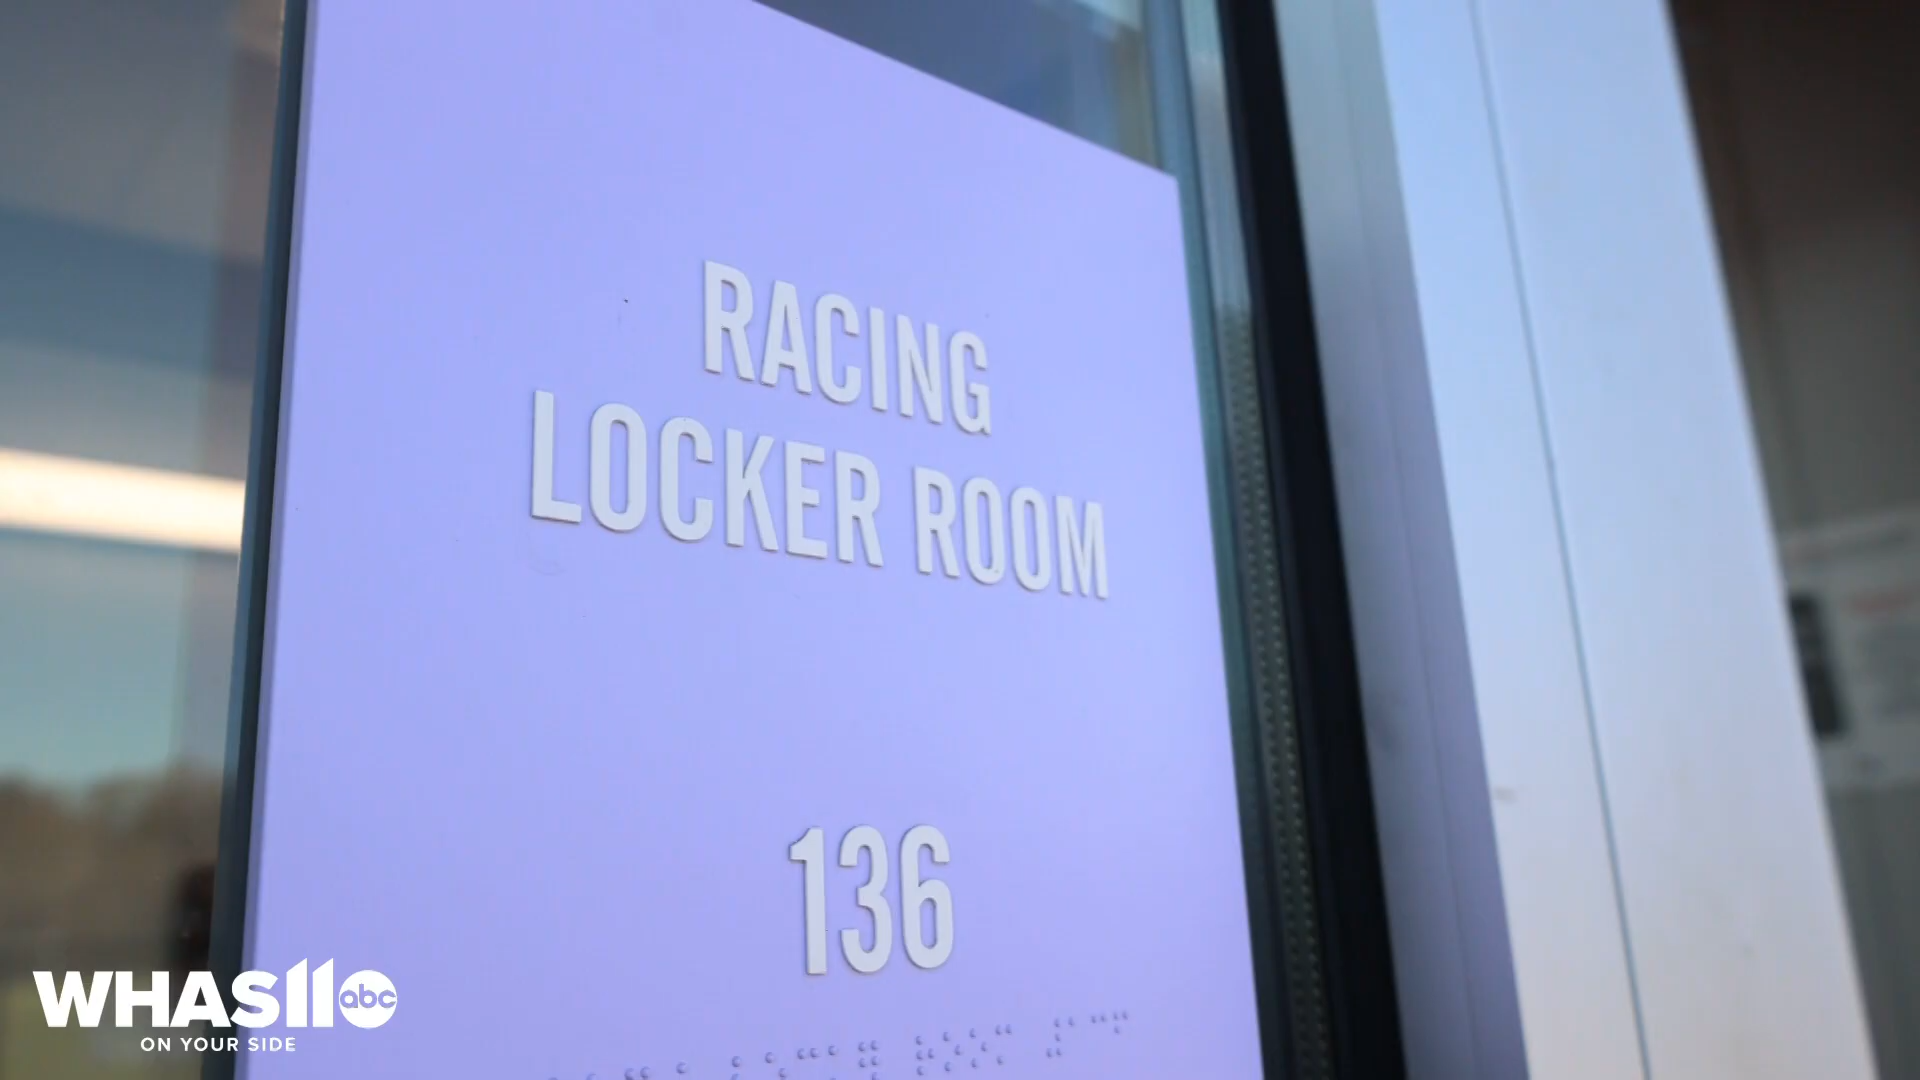 RACING
LOCKER ROOM
136
WHAS11 abc
ON YOUR SIDE